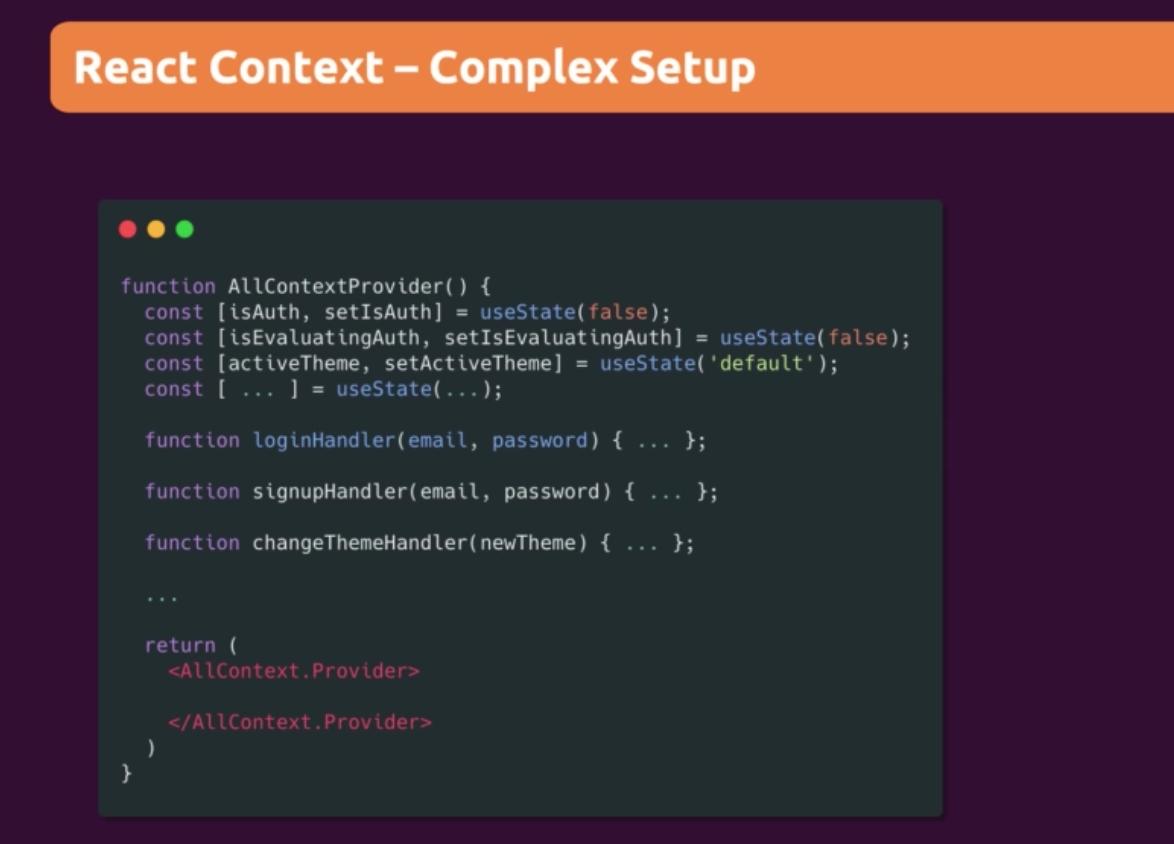 React Context – Complex Setup
function AllContextProvider() {
const [isAuth, setIsAuth] = useState(false);
const [isEvaluatingAuth, setIsEvaluatingAuth] = useState(false);
const [activeTheme, setActiveTheme] = useState('default');
const [ ... ] = useState(...);
function loginHandler(email, password) { ... };
function signupHandler(email, password) { ... };
function changeThemeHandler(newTheme) { ... };
...
return (
<AllContext.Provider>
</AllContext.Provider>
)
}